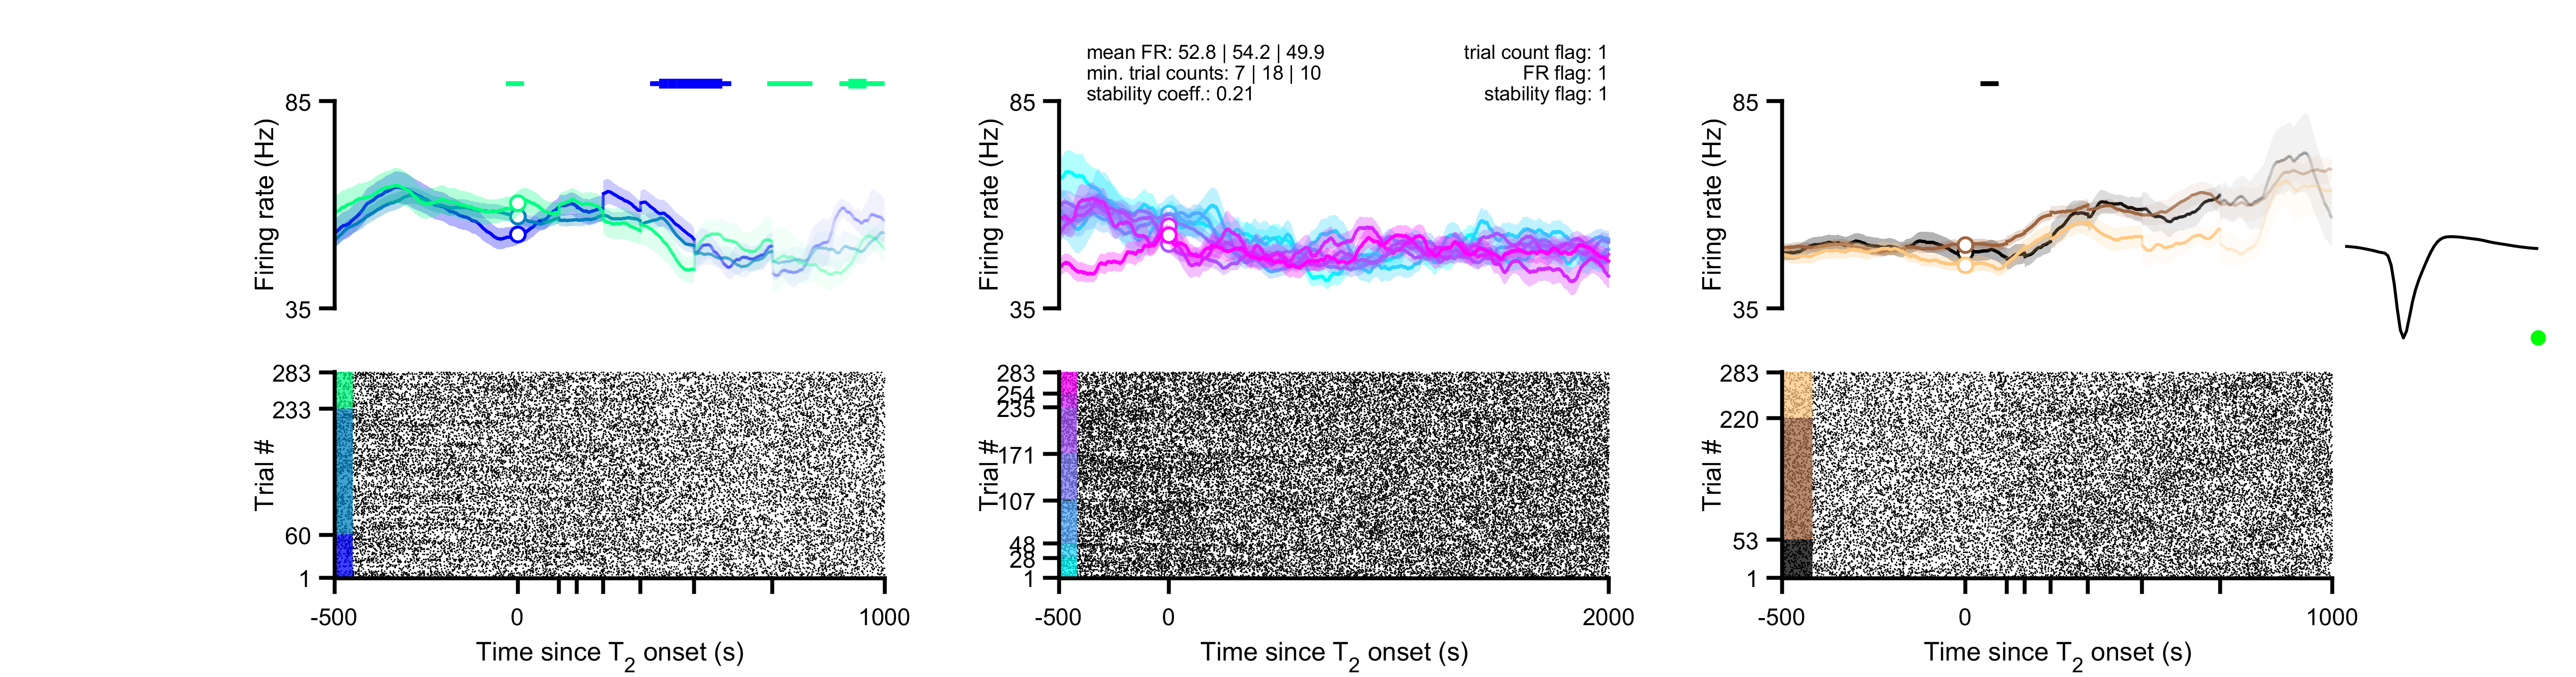 mean FR: 52.8 | 54.2 | 49.9
min. trial counts: 7 | 18 | 10
stability coeff.: 0.21
trial count flag: 1
FR flag: 1
stability flag: 1
85
Firing rate (Hz)
35
85
Firing rate (Hz)
35
85
Firing rate (Hz)
35
283
233
Trial #
60
1
-500
0
1000
Time since T2 onset (s)
283
254
235
Trial #
171
107
48
28
1
-500
0
2000
Time since T2 onset (s)
283
220
Trial #
53
1
-500
0
1000
Time since T2 onset (s)